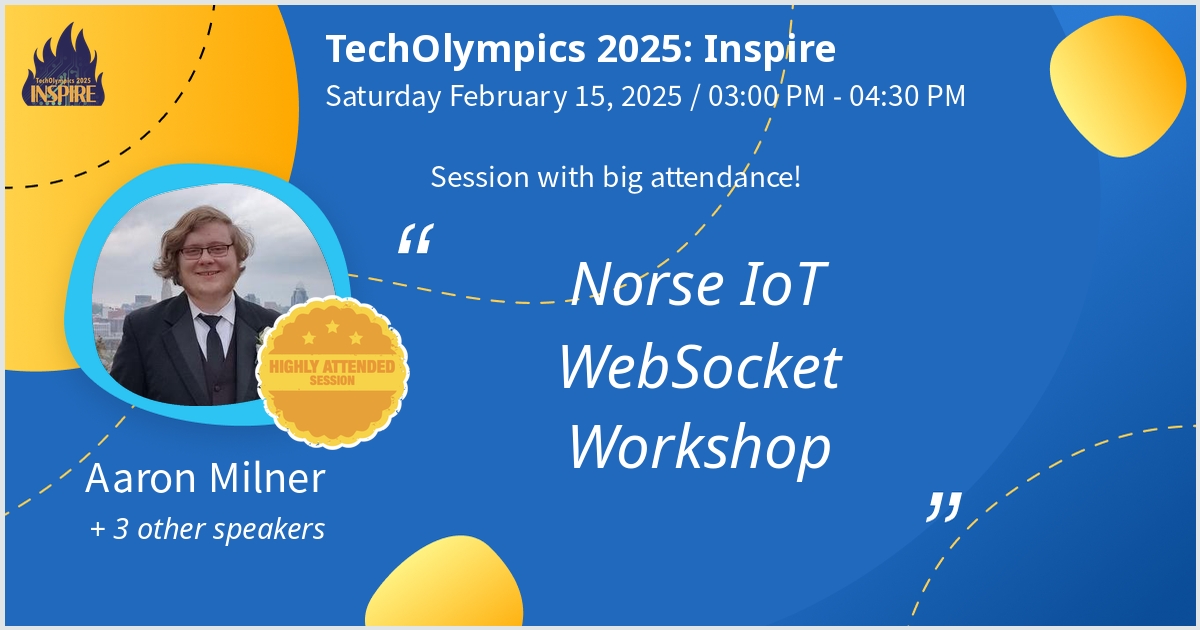 TechOlympics 2025
INSPIRE
TechOlympics 2025: Inspire
Saturday February 15, 2025 / 03:00 PM - 04:30 PM
Session with big attendance!
“
Norse IoT
WebSocket
Workshop
”
HIGHLY ATTENDED
SESSION
Aaron Milner
+ 3 other speakers